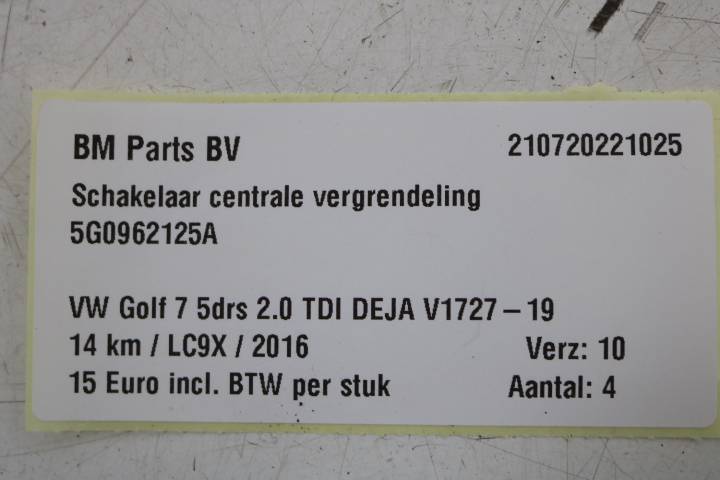 BM Parts BV 210720221025
Schakelaar centrale vergrendeling
5G0962125A
VW Golf 7 5drs 2.0 TDI DEJA V1727 – 19
14 km / LC9X / 2016 Verz: 10
15 Euro incl. BTW per stuk Aantal: 4